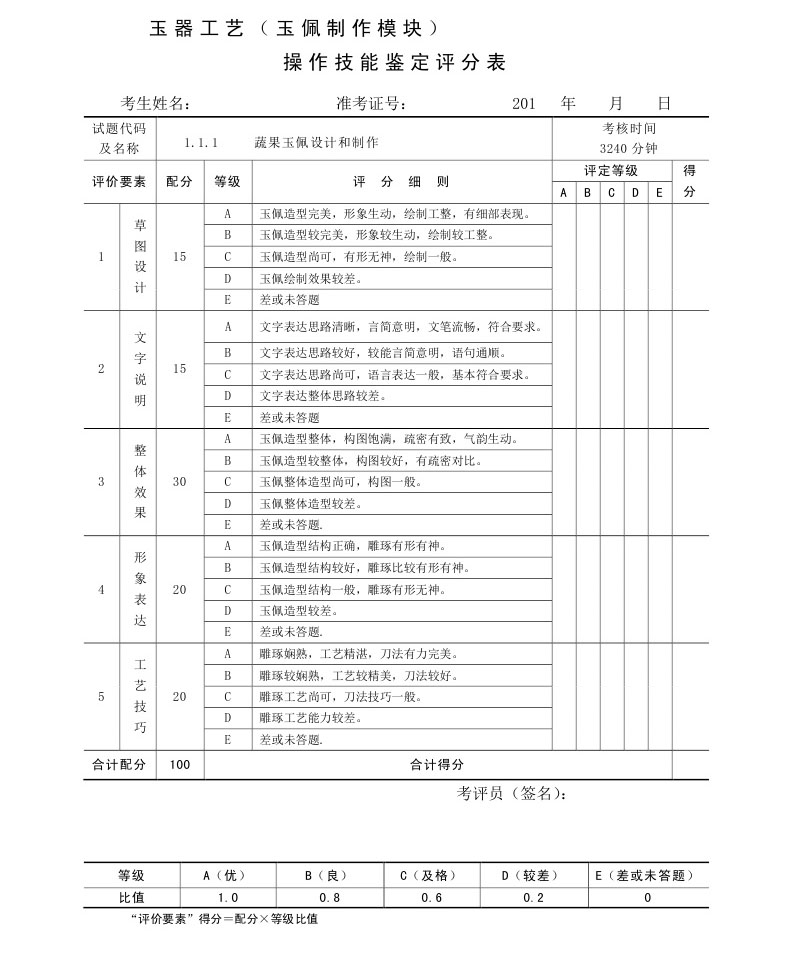 玉器工艺（玉佩制作模块）
操作技能鉴定评分表
考生姓名： 准考证号： 201 年 月 日
试题代码及名称 1.1.1 蔬果玉佩设计和制作 考核时间 3240 分钟
评价要素 配分 等级 评 分 细 则 评定等级 得分
A B C D E
1 草图设计 15
A 玉佩造型完美，形象生动，绘制工整，有细部表现。
B 玉佩造型较完美，形象较生动，绘制较工整。
C 玉佩造型尚可，有形无神，绘制一般。
D 玉佩绘制效果较差。
E 差或未答题
2 文字说明 15
A 文字表达思路清晰，言简意明，文笔流畅，符合要求。
B 文字表达思路较好，较能言简意明，语句通顺。
C 文字表达思路尚可，语言表达一般，基本符合要求。
D 文字表达整体思路较差。
E 差或未答题
3 整体效果 30
A 玉佩造型整体，构图饱满，疏密有致，气韵生动。
B 玉佩造型较整体，构图较好，有疏密对比。
C 玉佩整体造型尚可，构图一般。
D 玉佩整体造型较差。
E 差或未答题.
4 形象表达 20
A 玉佩造型结构正确，雕琢有形有神。
B 玉佩造型结构较好，雕琢比较有形有神。
C 玉佩造型结构一般，雕琢有形无神。
D 玉佩造型较差。
E 差或未答题.
5 工艺技巧 20
A 雕琢娴熟，工艺精湛，刀法有力完美。
B 雕琢较娴熟，工艺较精美，刀法较好。
C 雕琢工艺尚可，刀法技巧一般。
D 雕琢工艺能力较差。
E 差或未答题.
合计配分 100 合计得分
考评员（签名）：
等级 A（优） B（良） C（及格） D（较差） E（差或未答题）
比值 1.0 0.8 0.6 0.2 0
“评价要素”得分＝配分×等级比值